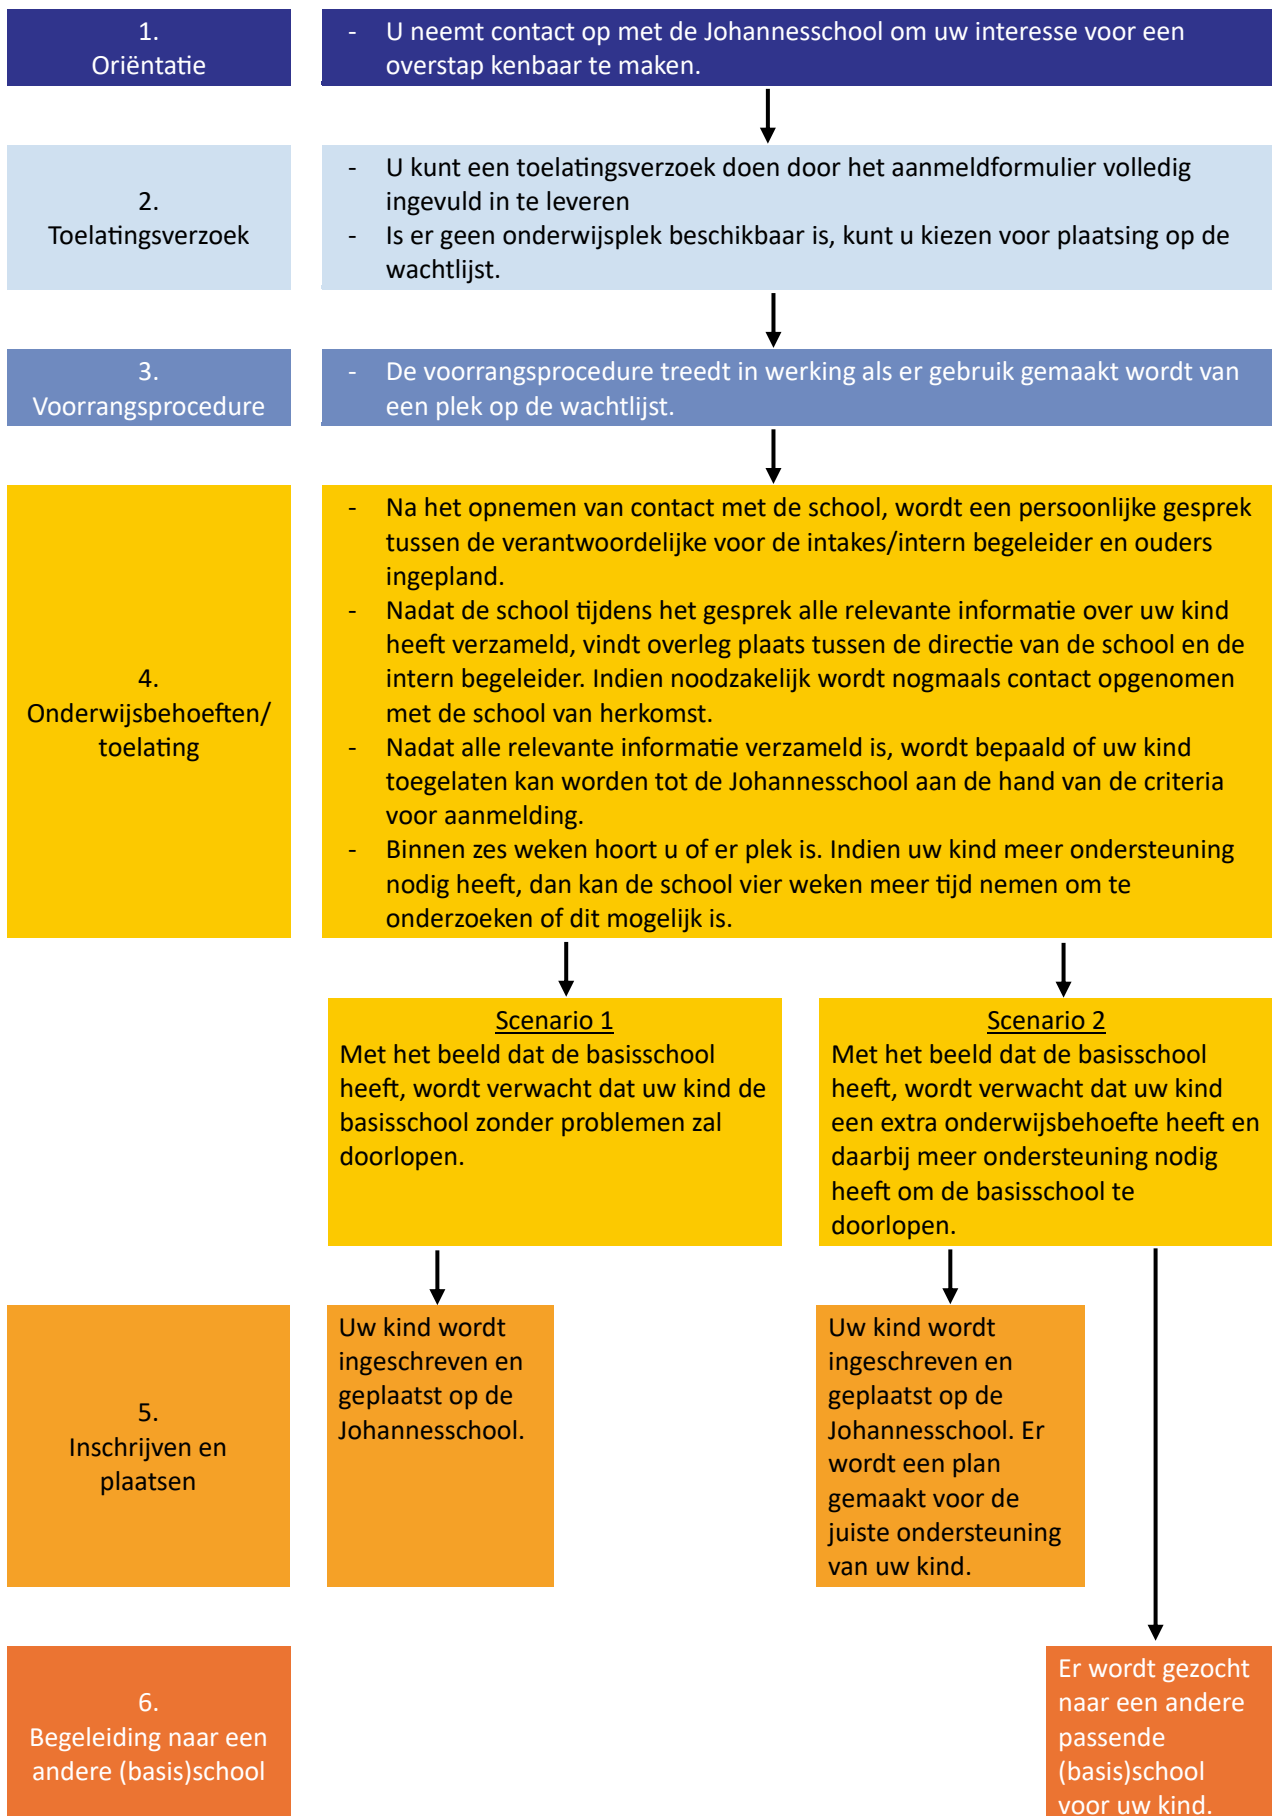 1.
Oriëntatie
- U neemt contact op met de Johannesschool om uw interesse voor een
overstap kenbaar te maken.
2.
Toelatingsverzoek
- U kunt een toelatingsverzoek doen door het aanmeldformulier volledig
ingevuld in te leveren
- Is er geen onderwijsplek beschikbaar is, kunt u kiezen voor plaatsing op de
wachtlijst.
3.
Voorrangsprocedure
- De voorrangsprocedure treedt in werking als er gebruik gemaakt wordt van
een plek op de wachtlijst.
4.
Onderwijsbehoeften/
toelating
- Na het opnemen van contact met de school, wordt een persoonlijke gesprek
tussen de verantwoordelijke voor de intakes/intern begeleider en ouders
ingepland.
- Nadat de school tijdens het gesprek alle relevante informatie over uw kind
heeft verzameld, vindt overleg plaats tussen de directie van de school en de
intern begeleider. Indien noodzakelijk wordt nogmaals contact opgenomen
met de school van herkomst.
- Nadat alle relevante informatie verzameld is, wordt bepaald of uw kind
toegelaten kan worden tot de Johannesschool aan de hand van de criteria
voor aanmelding.
- Binnen zes weken hoort u of er plek is. Indien uw kind meer ondersteuning
nodig heeft, dan kan de school vier weken meer tijd nemen om te
onderzoeken of dit mogelijk is.
Scenario 1
Met het beeld dat de basisschool
heeft, wordt verwacht dat uw kind de
basisschool zonder problemen zal
doorlopen.
Scenario 2
Met het beeld dat de basisschool
heeft, wordt verwacht dat uw kind
een extra onderwijsbehoefte heeft en
daarbij meer ondersteuning nodig
heeft om de basisschool te
doorlopen.
5.
Inschrijven en
plaatsen
Uw kind wordt
ingeschreven en
geplaatst op de
Johannesschool.
Uw kind wordt
ingeschreven en
geplaatst op de
Johannesschool. Er
wordt een plan
gemaakt voor de
juiste ondersteuning
van uw kind.
6.
Begeleiding naar een
andere (basis)school
Er wordt gezocht
naar een andere
passende
(basis)school
voor uw kind.